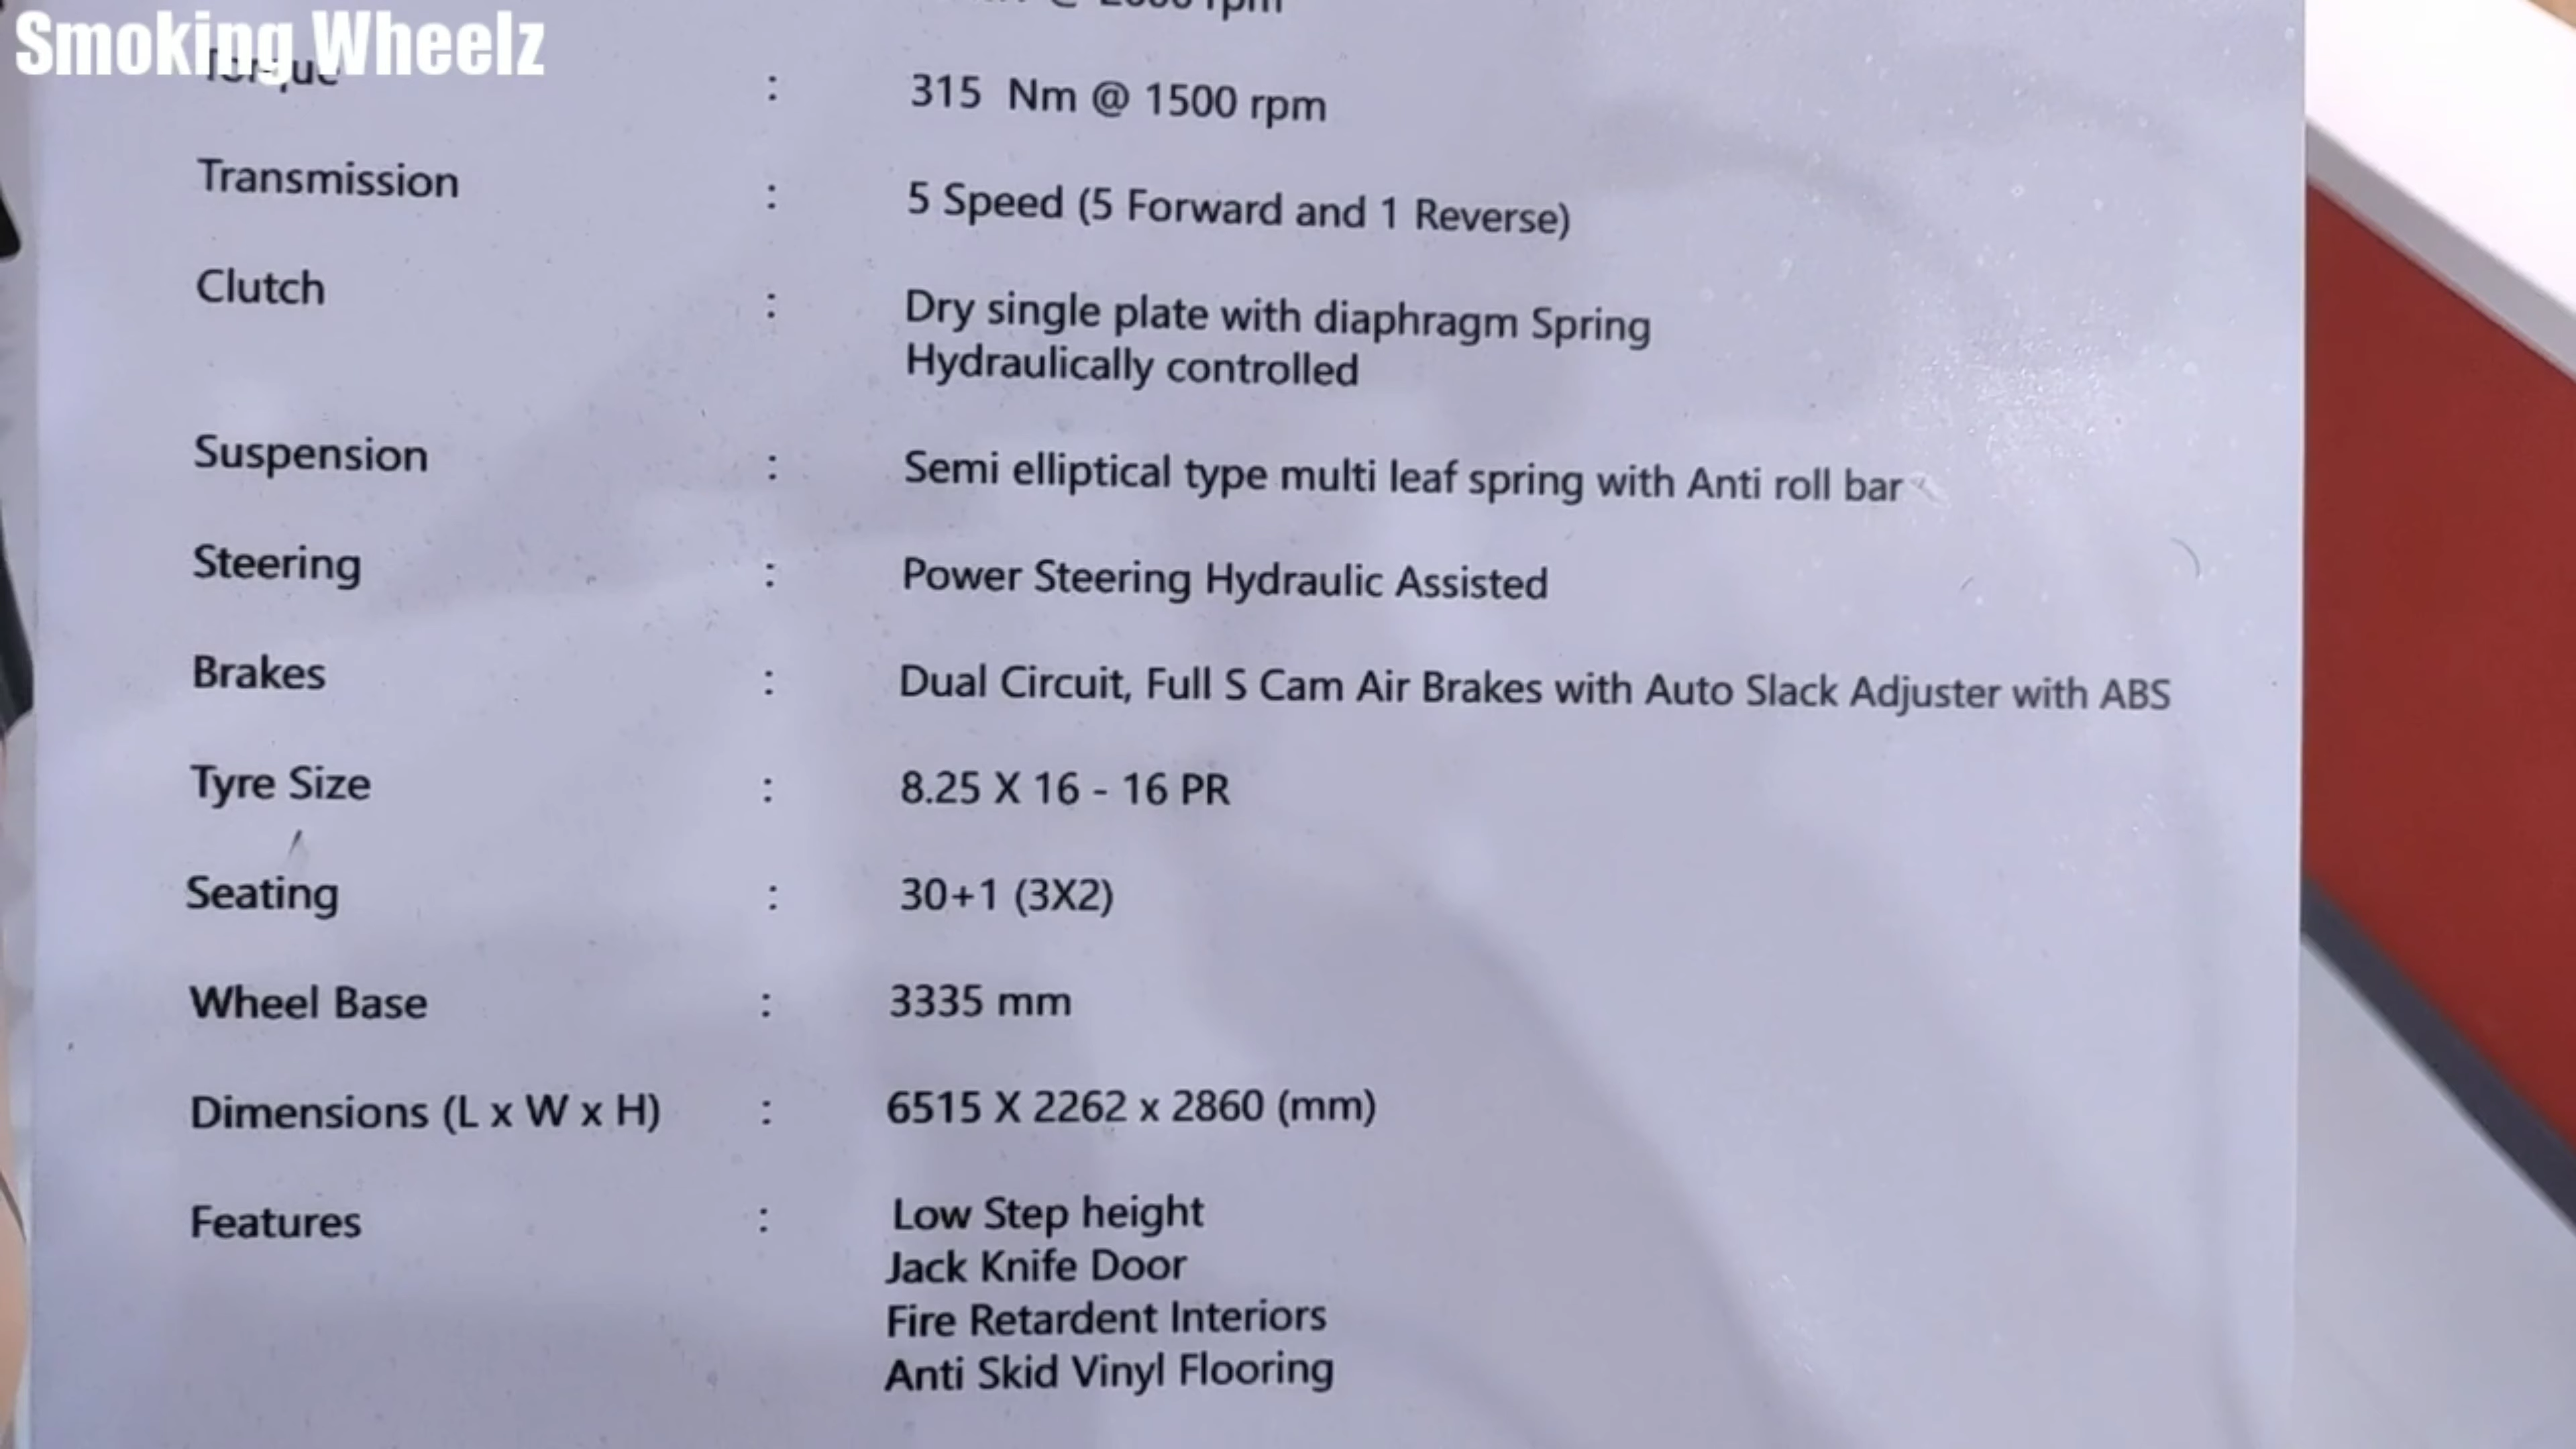 Smoking Wheelz
rpm
Torque : 315 Nm @ 1500 rpm
Transmission : 5 Speed (5 Forward and 1 Reverse)
Clutch : Dry single plate with diaphragm Spring
Hydraulically controlled
Suspension : Semi elliptical type multi leaf spring with Anti roll bar
Steering : Power Steering Hydraulic Assisted
Brakes : Dual Circuit, Full S Cam Air Brakes with Auto Slack Adjuster with ABS
Tyre Size : 8.25 X 16 - 16 PR
Seating : 30+1 (3X2)
Wheel Base : 3335 mm
Dimensions (L x W x H) : 6515 X 2262 x 2860 (mm)
Features : Low Step height
Jack Knife Door
Fire Retardent Interiors
Anti Skid Vinyl Flooring